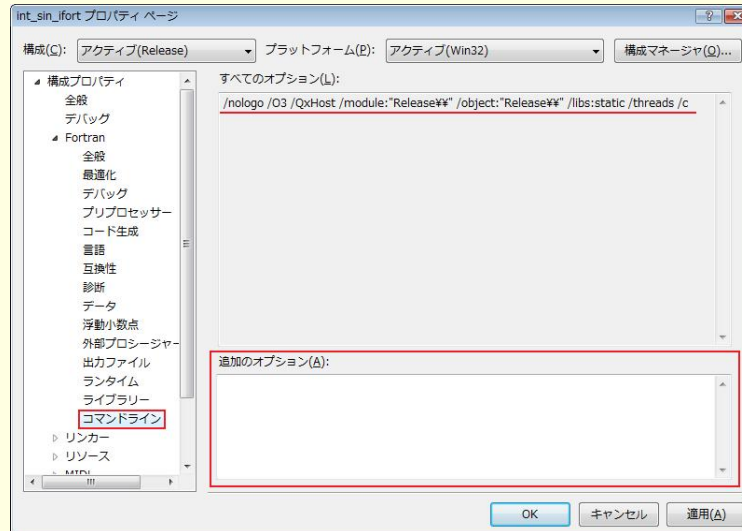 int_sin_ifort プロパティ ページ
構成(C): アクティブ(Release) プラットフォーム(P): アクティブ(Win32) 構成マネージャ(O)...
構成プロパティ
全般
デバッグ
Fortran
全般
最適化
デバッグ
プリプロセッサー
コード生成
言語
互換性
診断
データ
浮動小数点
外部プロシージャー
出力ファイル
ランタイム
ライブラリー
コマンドライン
リンカー
リソース
MIDL
すべてのオプション(L):
/nologo /O3 /QxHost /module:"Release¥¥" /object:"Release¥¥" /libs:static /threads /c
追加のオプション(A):
OK キャンセル 適用(A)